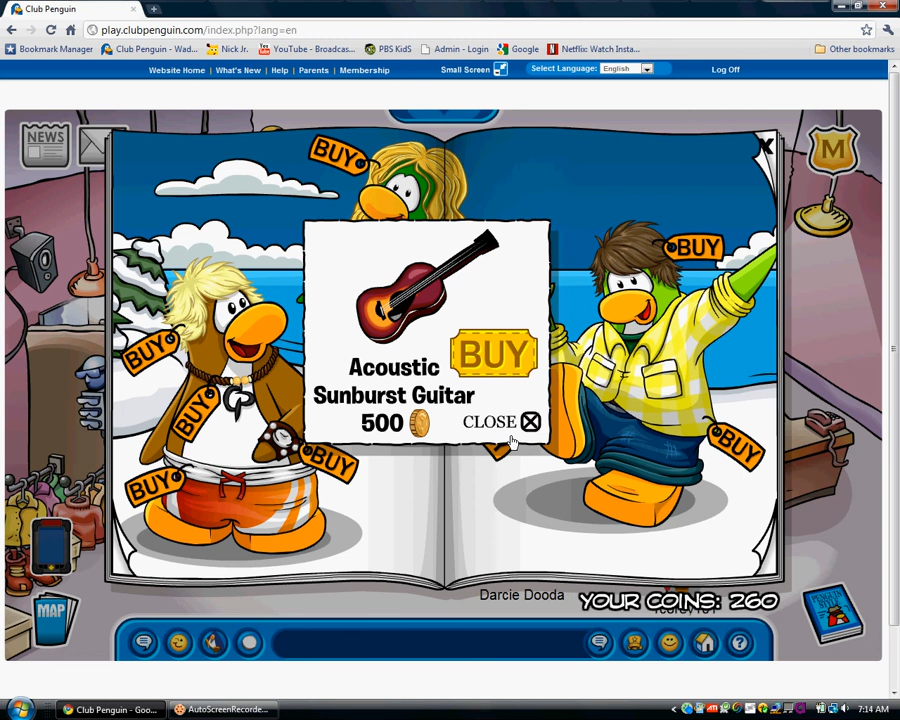 Club Penguin
play.clubpenguin.com/index.php?lang=en
Bookmark Manager
Club Penguin - Wad...
Nick Jr.
YouTube - Broadcas...
PBS KidS
Admin - Login
Google
Netflix: Watch Insta...
Other bookmarks
Website Home | What's New | Help | Parents | Membership
Small Screen
Select Language: English
Log Off
NEWS
M
X
BUY
BUY
BUY
BUY
BUY
BUY
BUY
BUY
Acoustic
Sunburst Guitar
500
CLOSE
Darcie Dooda
YOUR COINS: 260
MAP
PENGUIN STYLE
?
Club Penguin - Goo...
AutoScreenRecorde...
7:14 AM